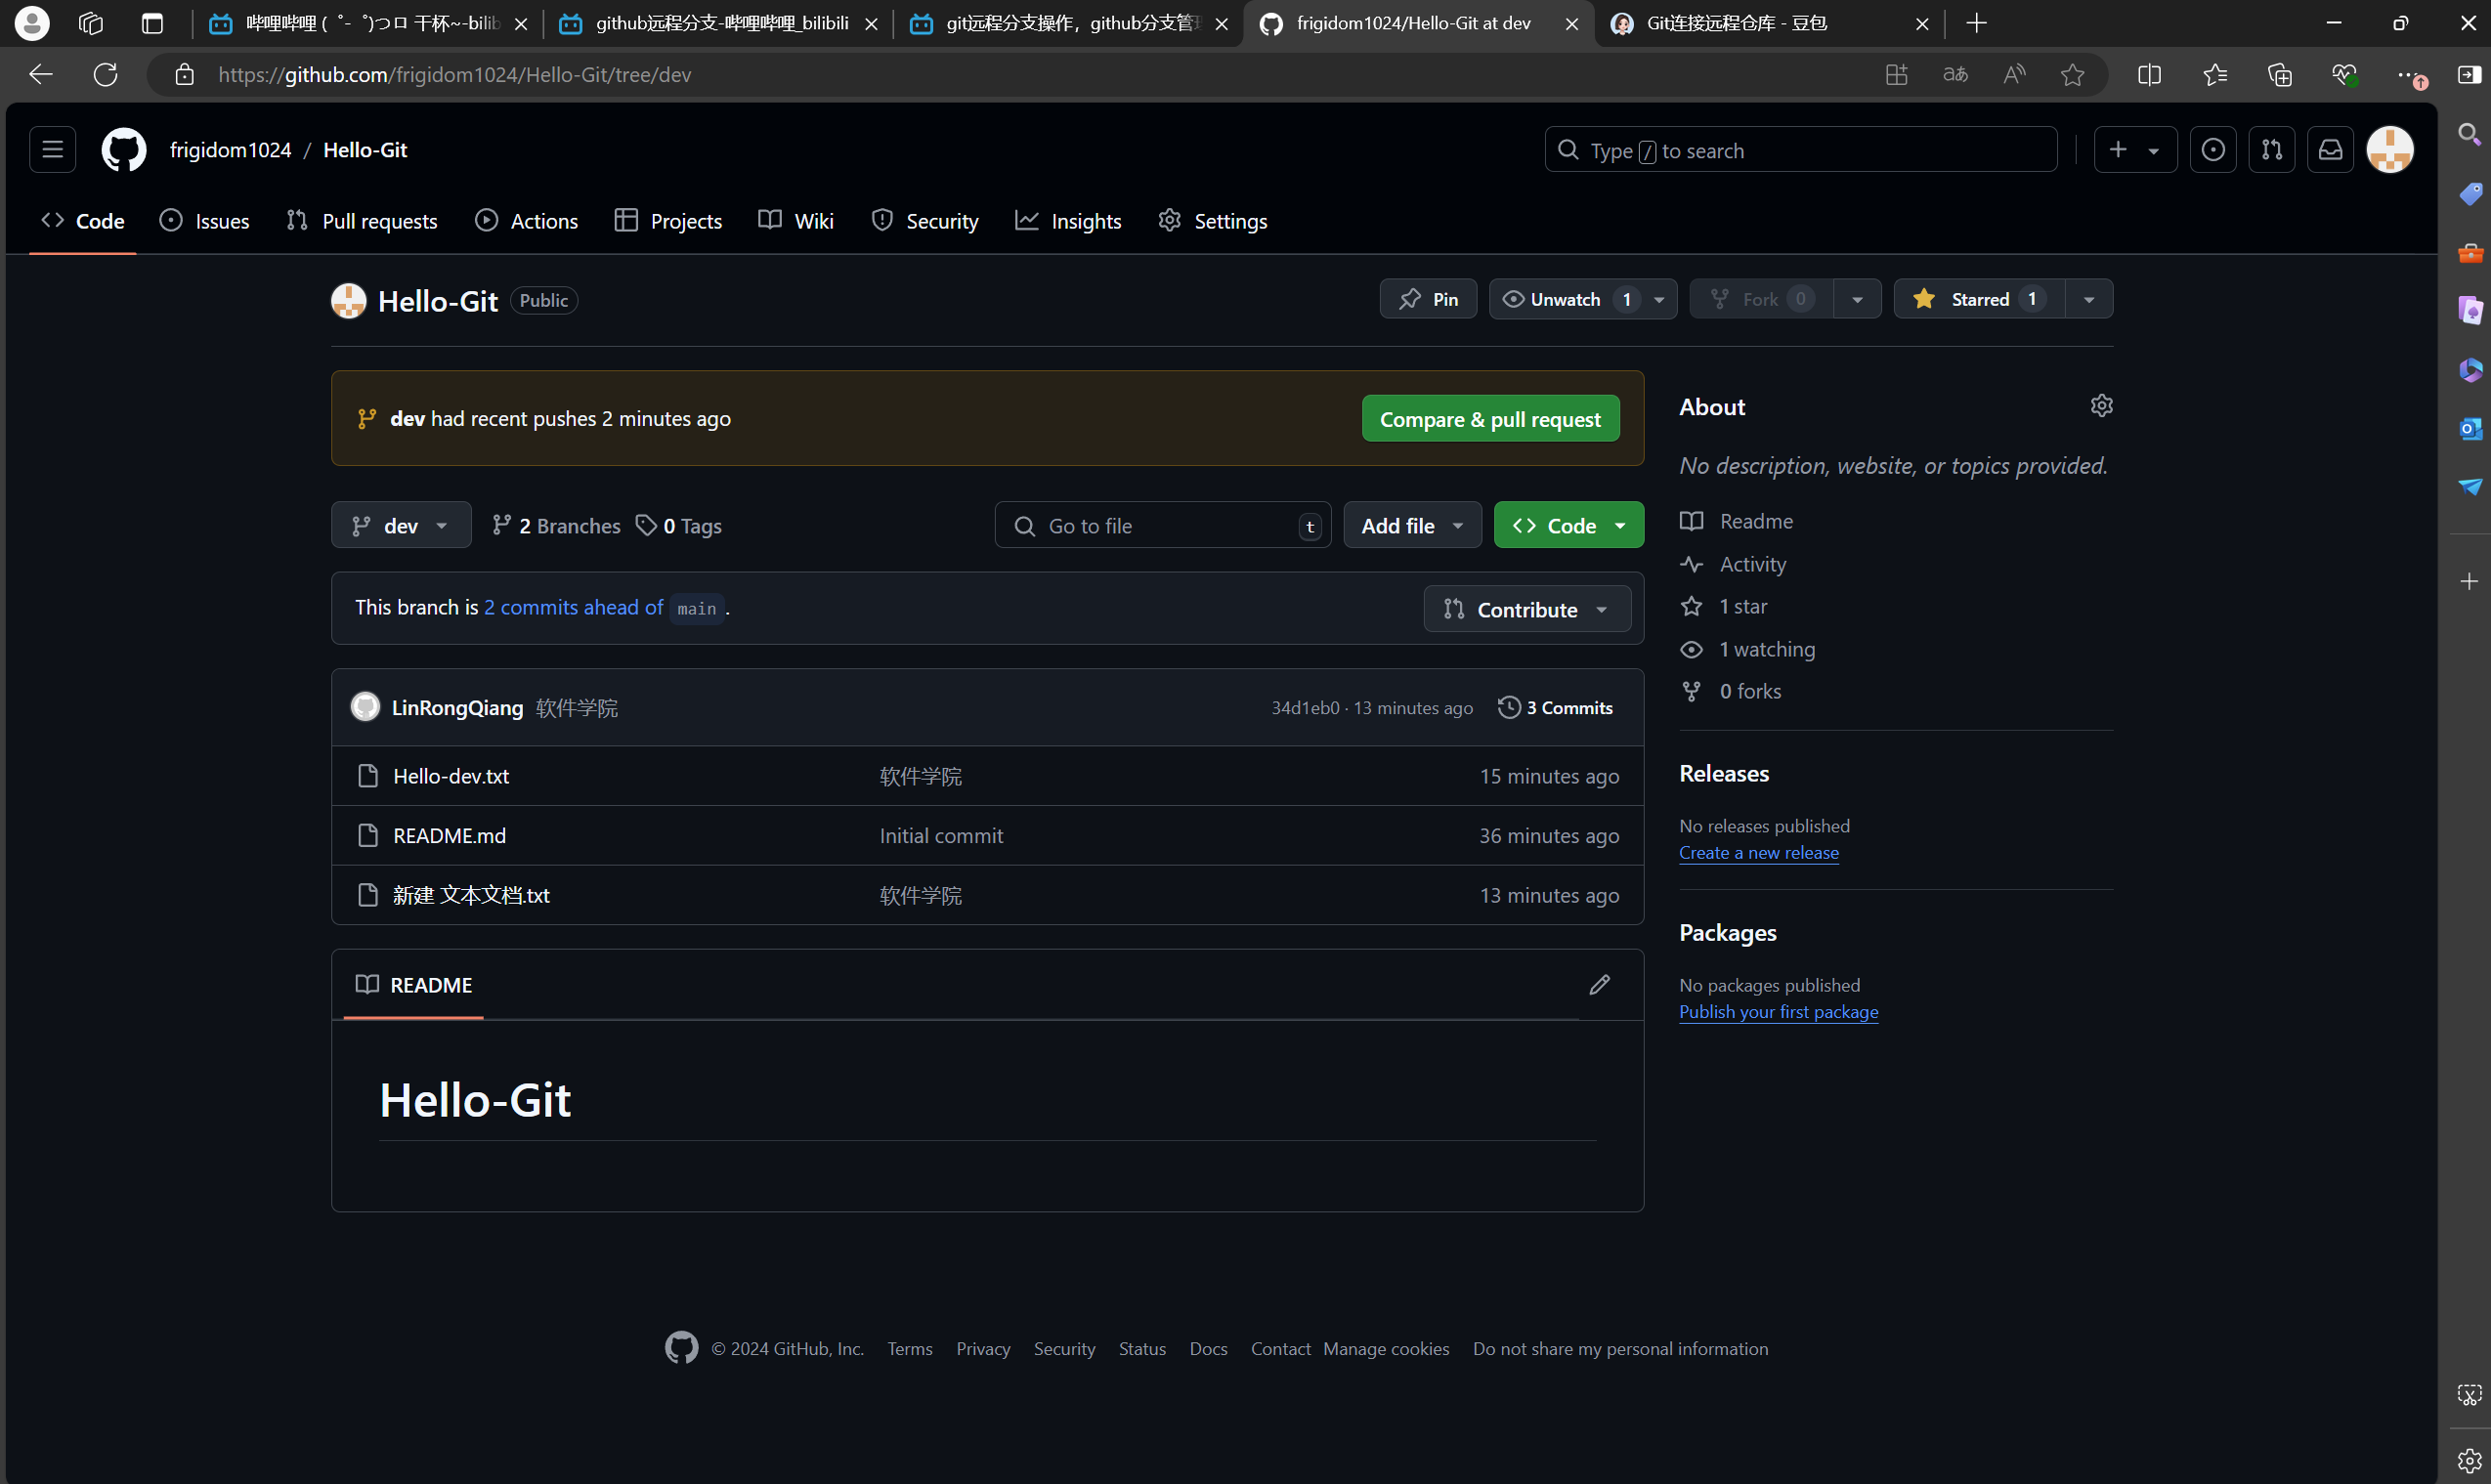 哔哩哔哩 (゜-゜)つロ 干杯~-bilib
github远程分支-哔哩哔哩_bilibili
git远程分支操作，github分支管
frigidom1024/Hello-Git at dev
Git连接远程仓库 - 豆包
https://github.com/frigidom1024/Hello-Git/tree/dev
frigidom1024 / Hello-Git
Type / to search
Code Issues Pull requests Actions Projects Wiki Security Insights Settings
Hello-Git Public
Pin Unwatch 1 Fork 0 Starred 1
dev had recent pushes 2 minutes ago
Compare & pull request
dev 2 Branches 0 Tags
Go to file t
Add file
Code
This branch is 2 commits ahead of main .
Contribute
LinRongQiang 软件学院 34d1eb0 · 13 minutes ago 3 Commits
Hello-dev.txt 软件学院 15 minutes ago
README.md Initial commit 36 minutes ago
新建 文本文档.txt 软件学院 13 minutes ago
README
Hello-Git
About
No description, website, or topics provided.
Readme
Activity
1 star
1 watching
0 forks
Releases
No releases published
Create a new release
Packages
No packages published
Publish your first package
© 2024 GitHub, Inc. Terms Privacy Security Status Docs Contact Manage cookies Do not share my personal information